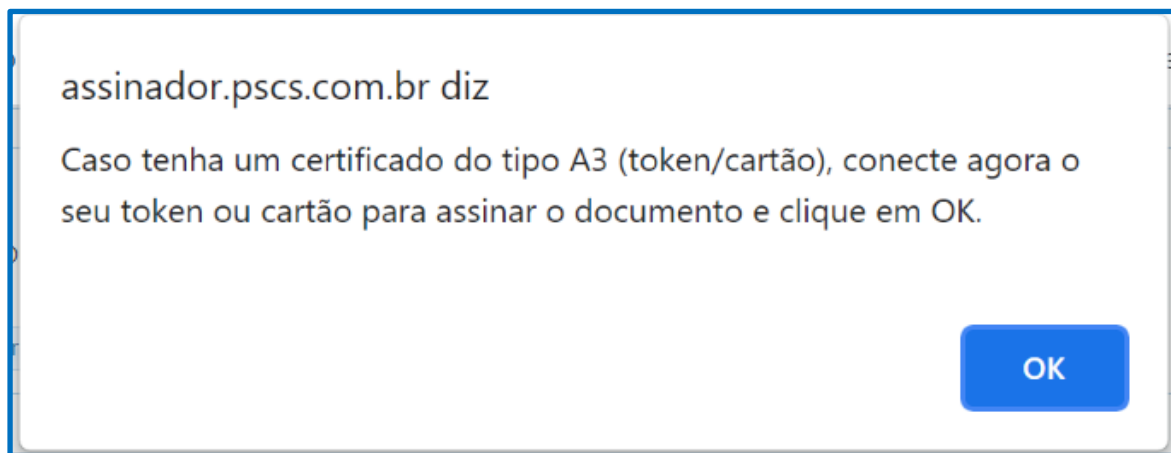 assinador.pscs.com.br diz
Caso tenha um certificado do tipo A3 (token/cartão), conecte agora o
seu token ou cartão para assinar o documento e clique em OK.
OK